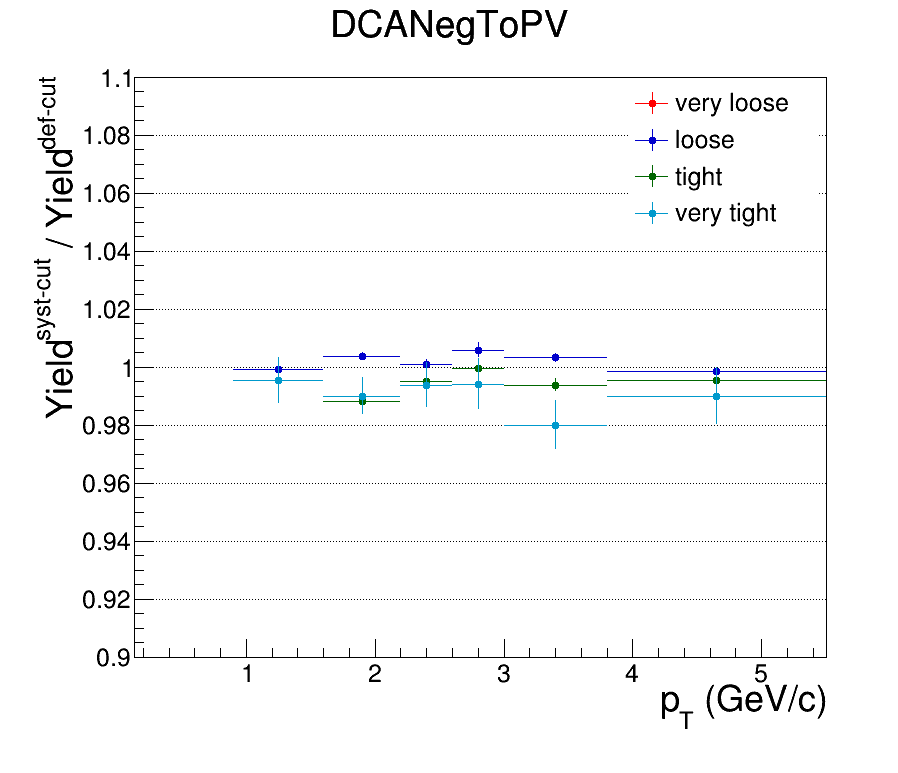 DCANegToPV
Yield^syst-cut / Yield^def-cut
1.1
1.08
1.06
1.04
1.02
1
0.98
0.96
0.94
0.92
0.9
very loose
loose
tight
very tight
1 2 3 4 5
p_T (GeV/c)